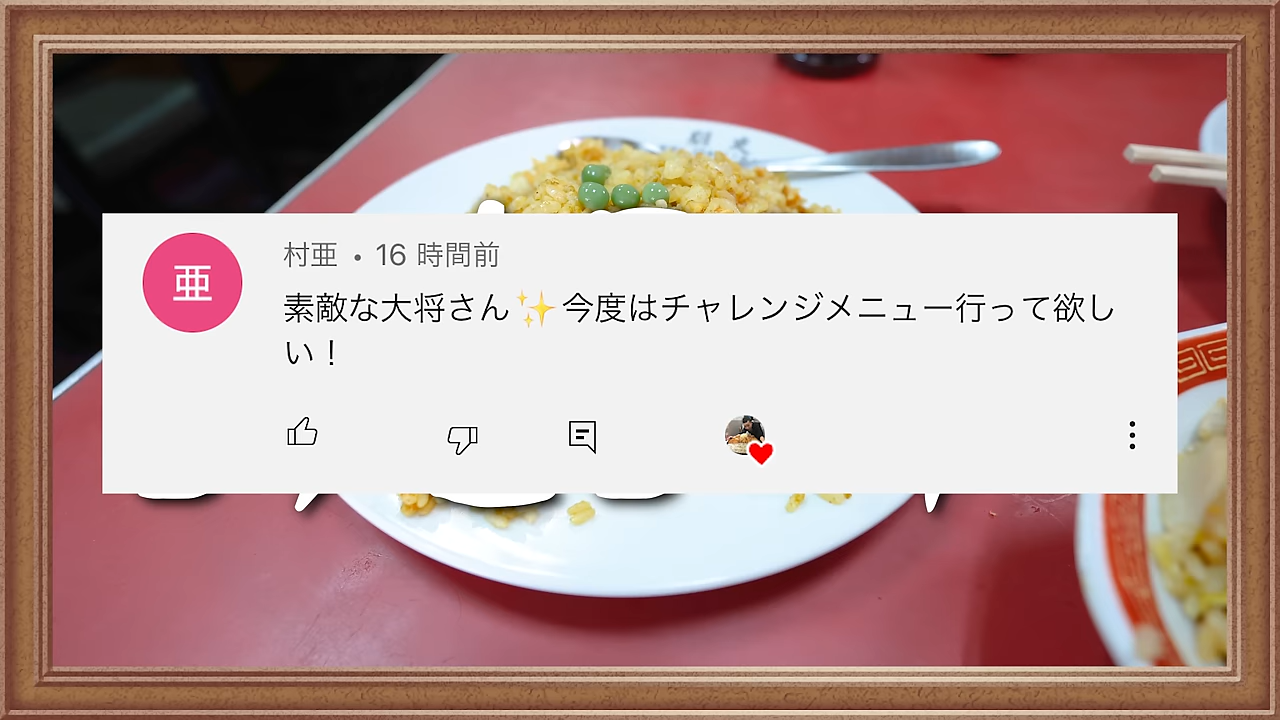 亜
村亜 • 16 時間前
素敵な大将さん✨今度はチャレンジメニュー行って欲し
い！